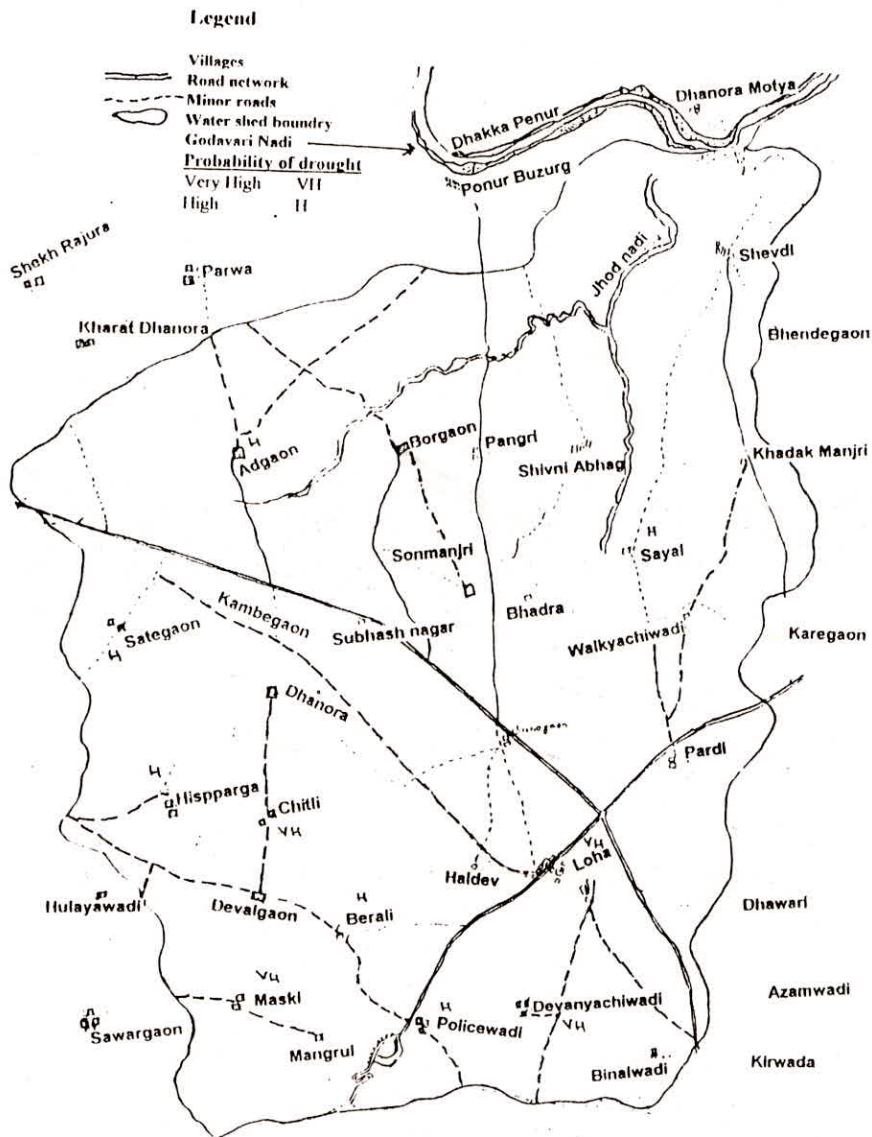 Legend
Villages
Road network
Minor roads
Water shed boundry
Godavari Nadi
Probability of drought
Very High VH
High H
Dhanora Motya
Dhakka Penur
Ponur Buzurg
Shekh Rajura
Parwa
Jhod nadi
Shevdi
Kharat Dhanora
Bhendegaon
H
Adgaon
Borgaon
Pangri
Shivni Abhag
Khadak Manjri
Sonmanjri
H
Sayal
Kambegaon
Bhadra
Sategaon
H
Subhash nagar
Walkyachiwadi
Karegaon
Dhanora
Pardi
H
Hispparga
Chitli
VH
VH
Haldev
Loha
Hulayawadi
Devalgaon
H
Berali
Dhawari
VH
Maski
H
Devanyachiwadi
Azamwadi
Sawargaon
Policewadi
VH
Mangrul
Binalwadi
Kirwada